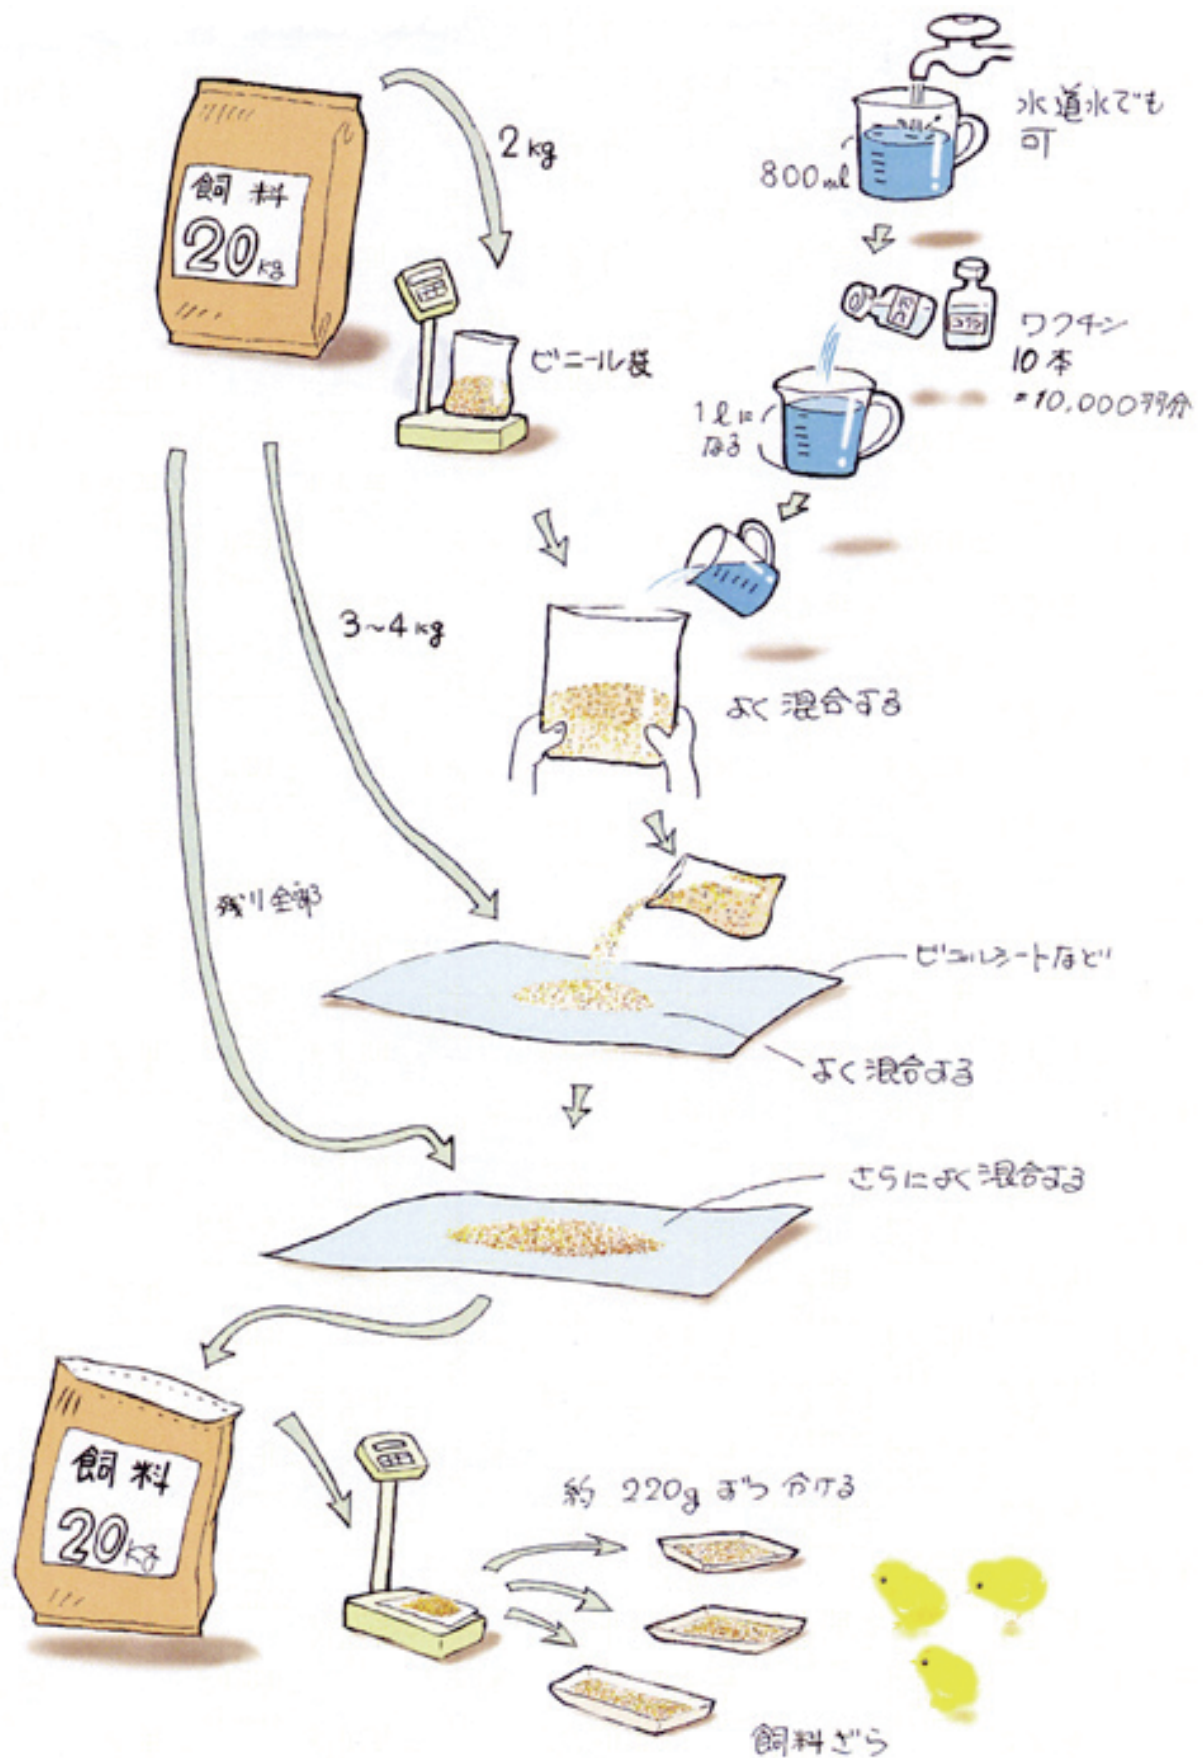 飼料
20kg
2kg
ビニール袋
水道水でも
可
800ml
ワクチン
10本
=10,000羽分
1ℓに
なる
3~4kg
よく混合する
残り全部
ビニールシートなど
よく混合する
さらによく混合する
飼料
20kg
約220gずつ分ける
飼料ざら